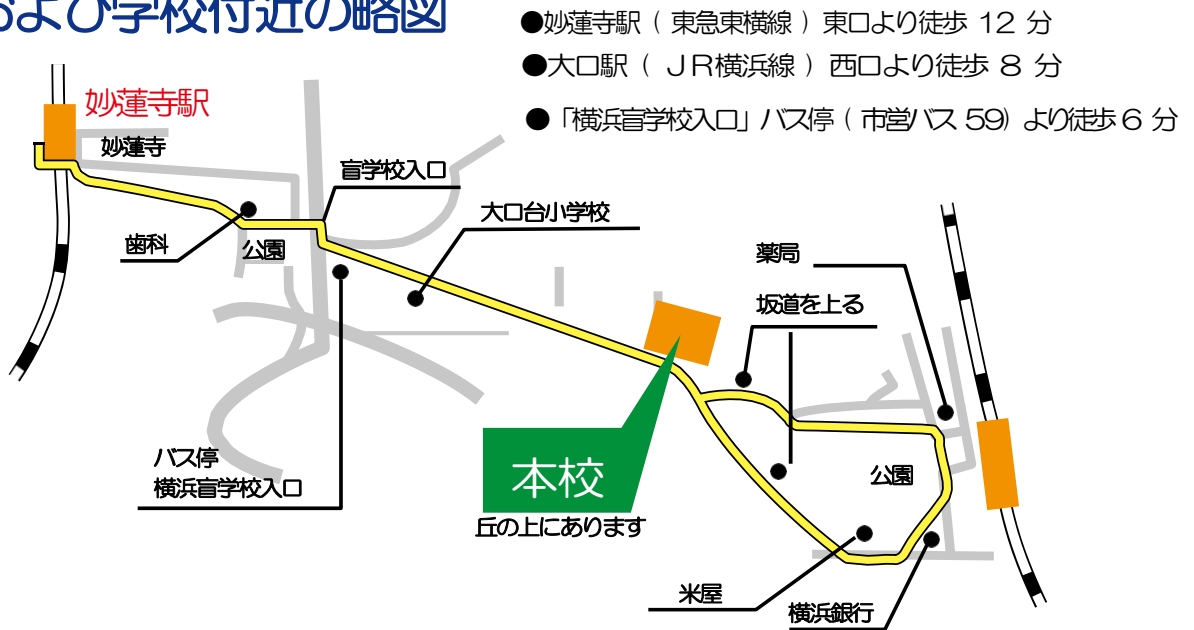 および学校付近の略図
●妙蓮寺駅（東急東横線）東口より徒歩 12 分
●大口駅（ＪＲ横浜線）西口より徒歩 8 分
●「横浜盲学校入口」バス停（市営バス 59）より徒歩 6 分
妙蓮寺駅
妙蓮寺
盲学校入口
大口台小学校
歯科
公園
薬局
坂道を上る
バス停
横浜盲学校入口
本校
丘の上にあります
公園
米屋
横浜銀行